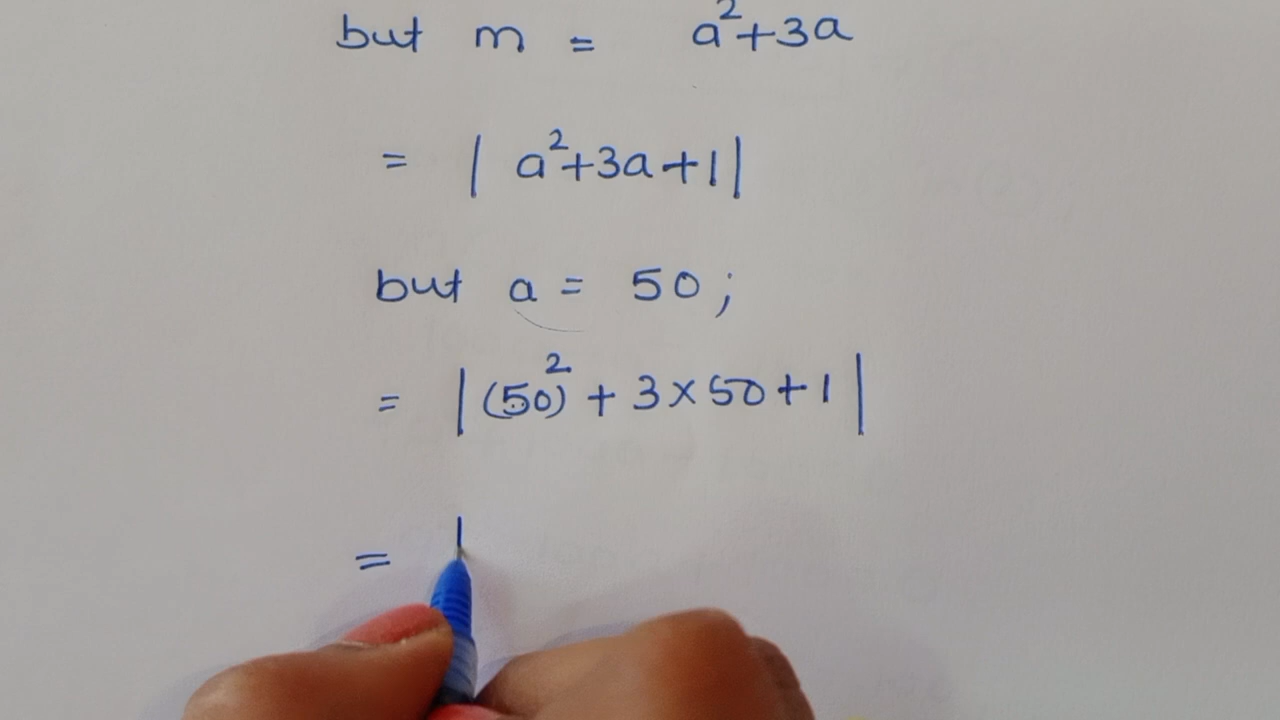 but m = a²+3a
= | a²+3a+1|
but a = 50;
= |(50)² + 3×50+1|
= |